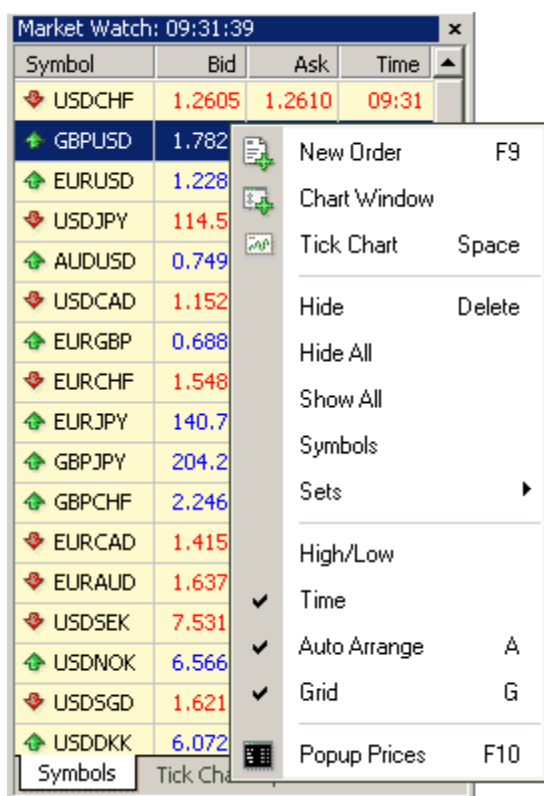 Market Watch: 09:31:39
Symbol Bid Ask Time
USDCHF 1.2605 1.2610 09:31
GBPUSD 1.782
EURUSD 1.228
USDJPY 114.5
AUDUSD 0.749
USDCAD 1.152
EURGBP 0.688
EURCHF 1.548
EURJPY 140.7
GBPJPY 204.2
GBPCHF 2.246
EURCAD 1.415
EURAUD 1.637
USDSEK 7.531
USDNOK 6.566
USDSGD 1.621
USDDKK 6.072
Symbols Tick Cha
New Order F9
Chart Window
Tick Chart Space
Hide Delete
Hide All
Show All
Symbols
Sets
High/Low
Time
Auto Arrange A
Grid G
Popup Prices F10